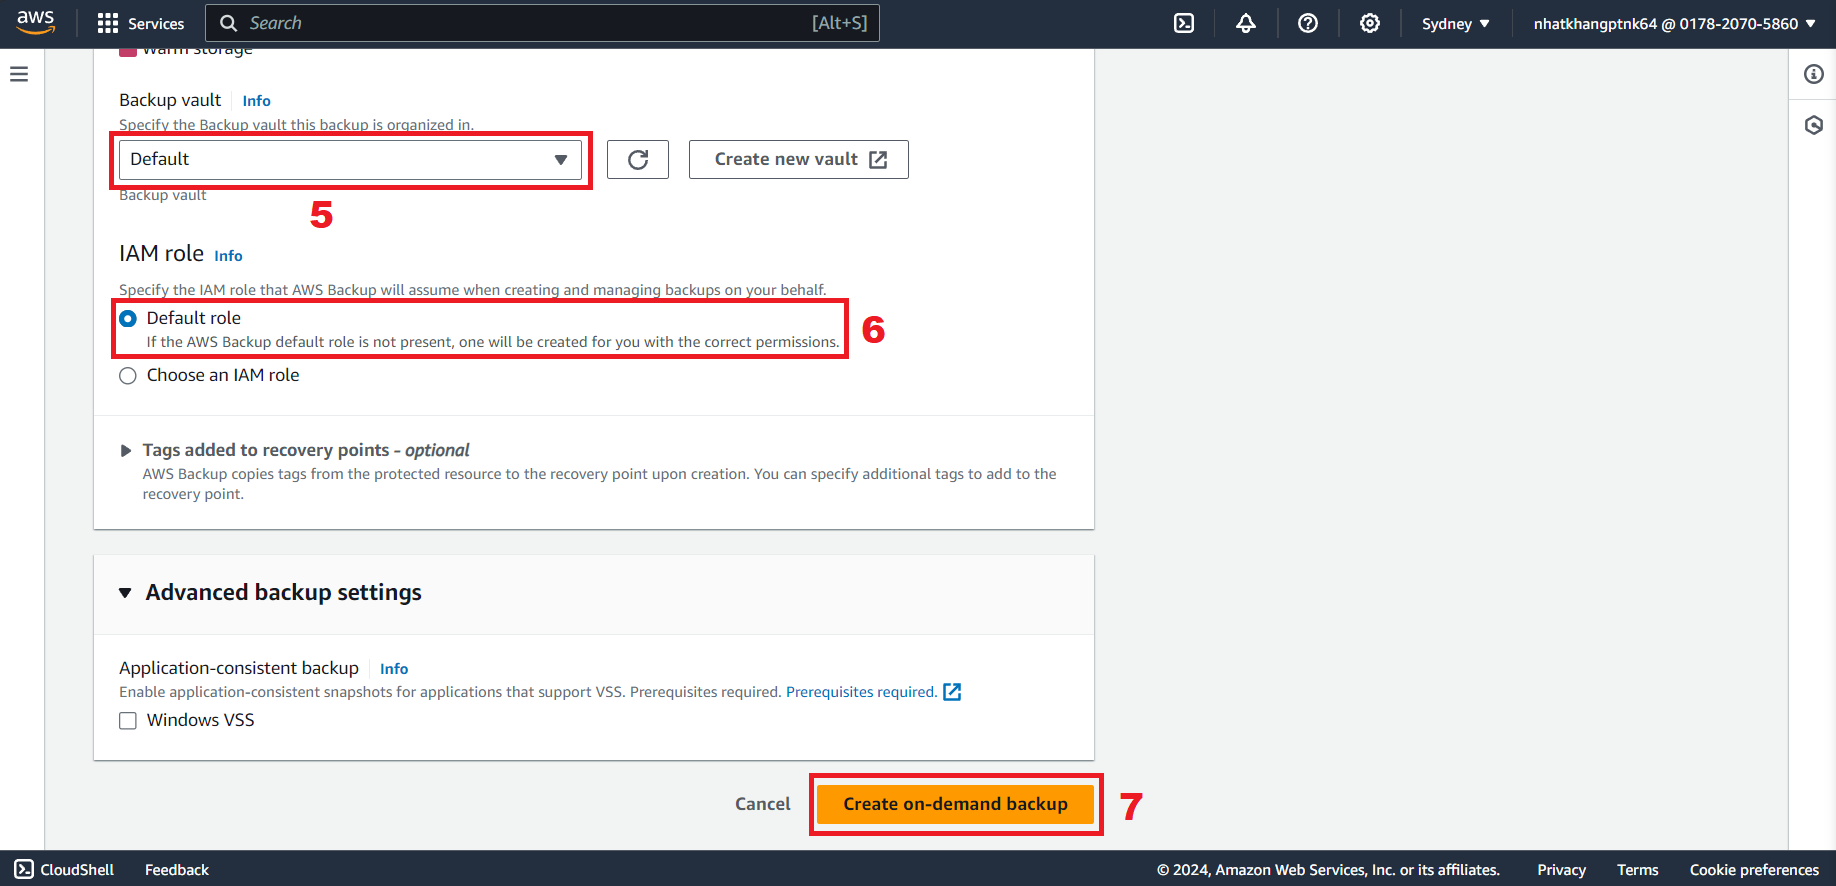 aws
Services
Search
[Alt+S]
Sydney
nhatkhangptnk64 @ 0178-2070-5860
Warm storage
Backup vault
Info
Specify the Backup vault this backup is organized in.
Default
Create new vault
Backup vault
5
IAM role
Info
Specify the IAM role that AWS Backup will assume when creating and managing backups on your behalf.
Default role
If the AWS Backup default role is not present, one will be created for you with the correct permissions.
6
Choose an IAM role
Tags added to recovery points - optional
AWS Backup copies tags from the protected resource to the recovery point upon creation. You can specify additional tags to add to the
recovery point.
Advanced backup settings
Application-consistent backup
Info
Enable application-consistent snapshots for applications that support VSS. Prerequisites required. Prerequisites required.
Windows VSS
Cancel
Create on-demand backup
7
CloudShell
Feedback
© 2024, Amazon Web Services, Inc. or its affiliates.
Privacy
Terms
Cookie preferences